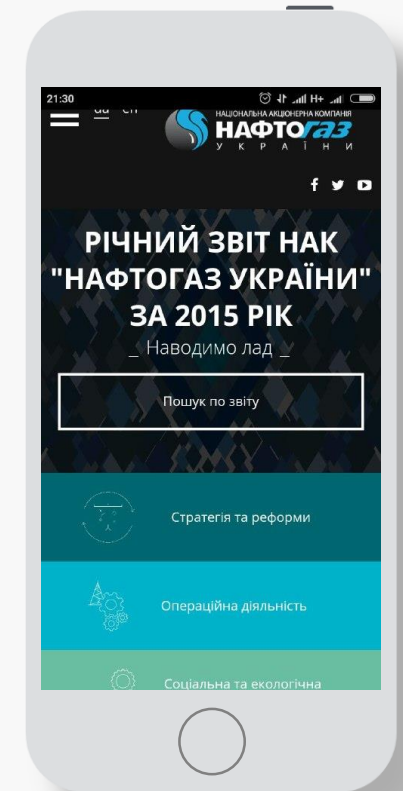 21:30 H+
ua en
НАЦІОНАЛЬНА АКЦІОНЕРНА КОМПАНІЯ
НАФТОГАЗ
УКРАЇНИ
РІЧНИЙ ЗВІТ НАК
"НАФТОГАЗ УКРАЇНИ"
ЗА 2015 РІК
_ Наводимо лад _
Пошук по звіту
Стратегія та реформи
Операційна діяльність
Соціальна та екологічна